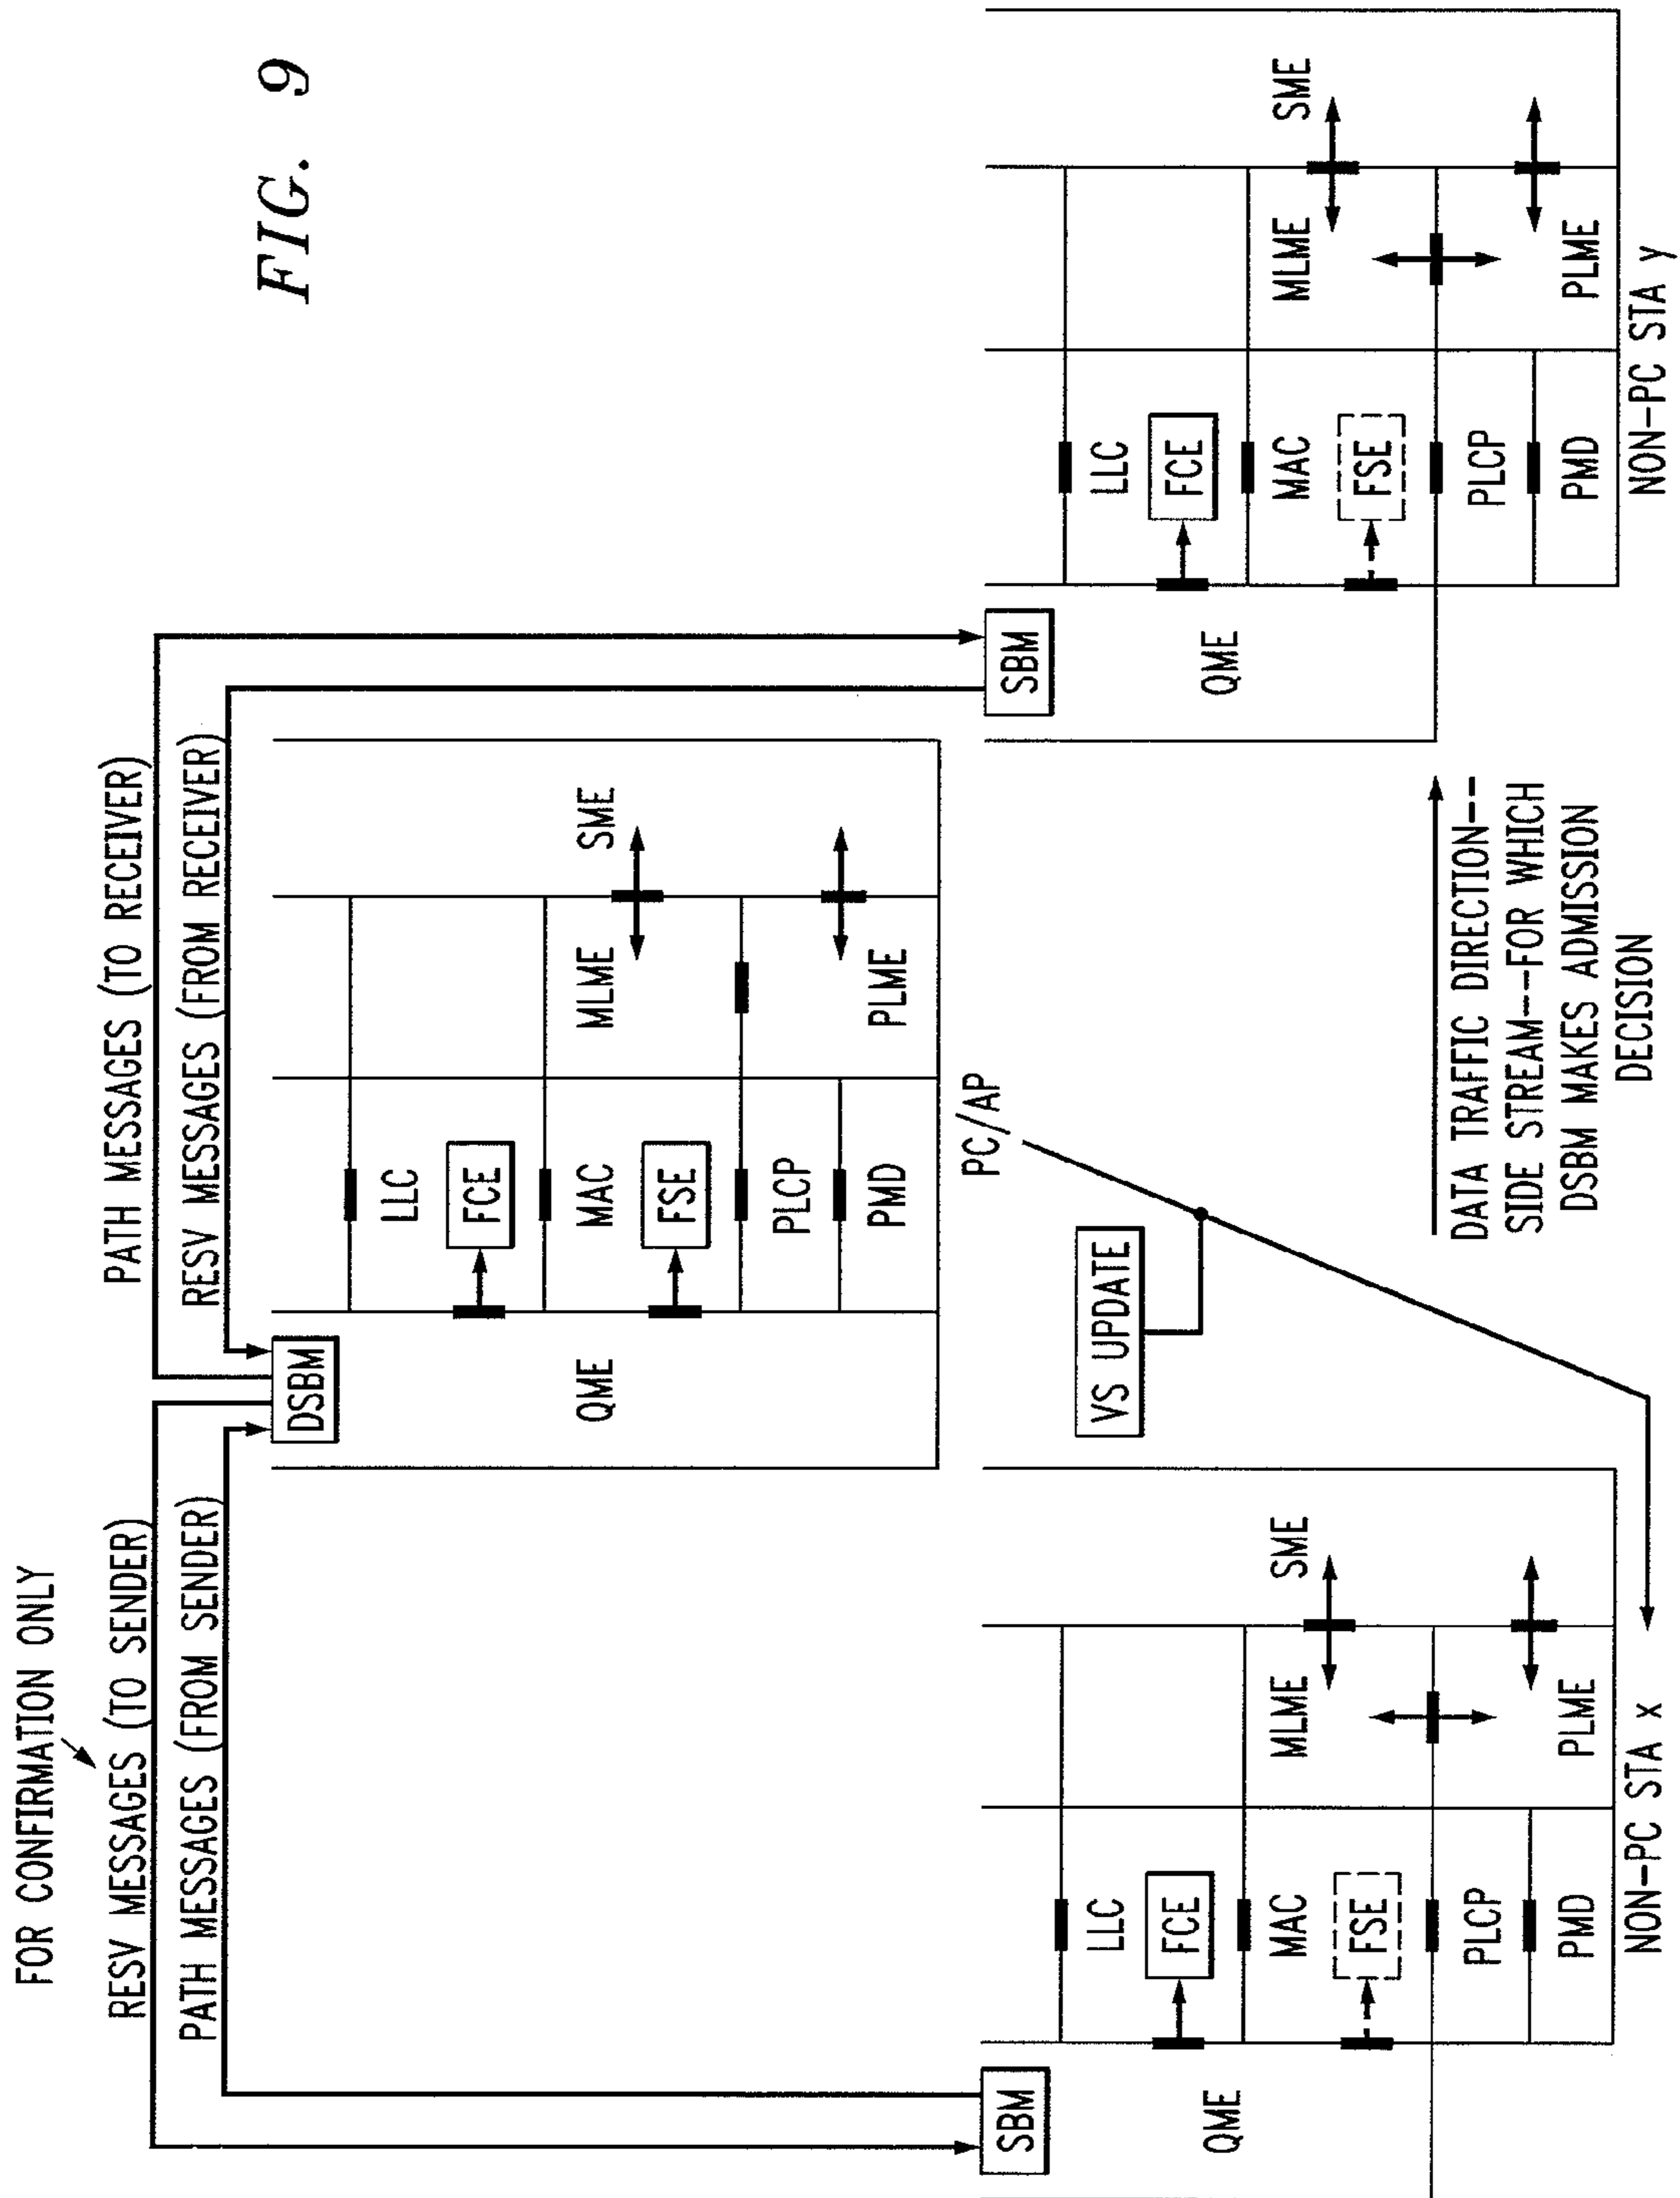 FIG. 9
FOR CONFIRMATION ONLY
RESV MESSAGES (TO SENDER)
PATH MESSAGES (FROM SENDER)
PATH MESSAGES (TO RECEIVER)
RESV MESSAGES (FROM RECEIVER)
DSBM
QME
LLC
FCE
MAC
FSE
PLCP
PMD
MLME
SME
PLME
PC/AP
VS UPDATE
SBM
QME
LLC
FCE
MAC
FSE
PLCP
PMD
MLME
SME
PLME
NON-PC STA x
DATA TRAFFIC DIRECTION--
SIDE STREAM--FOR WHICH
DSBM MAKES ADMISSION
DECISION
SBM
QME
LLC
FCE
MAC
FSE
PLCP
PMD
MLME
SME
PLME
NON-PC STA y